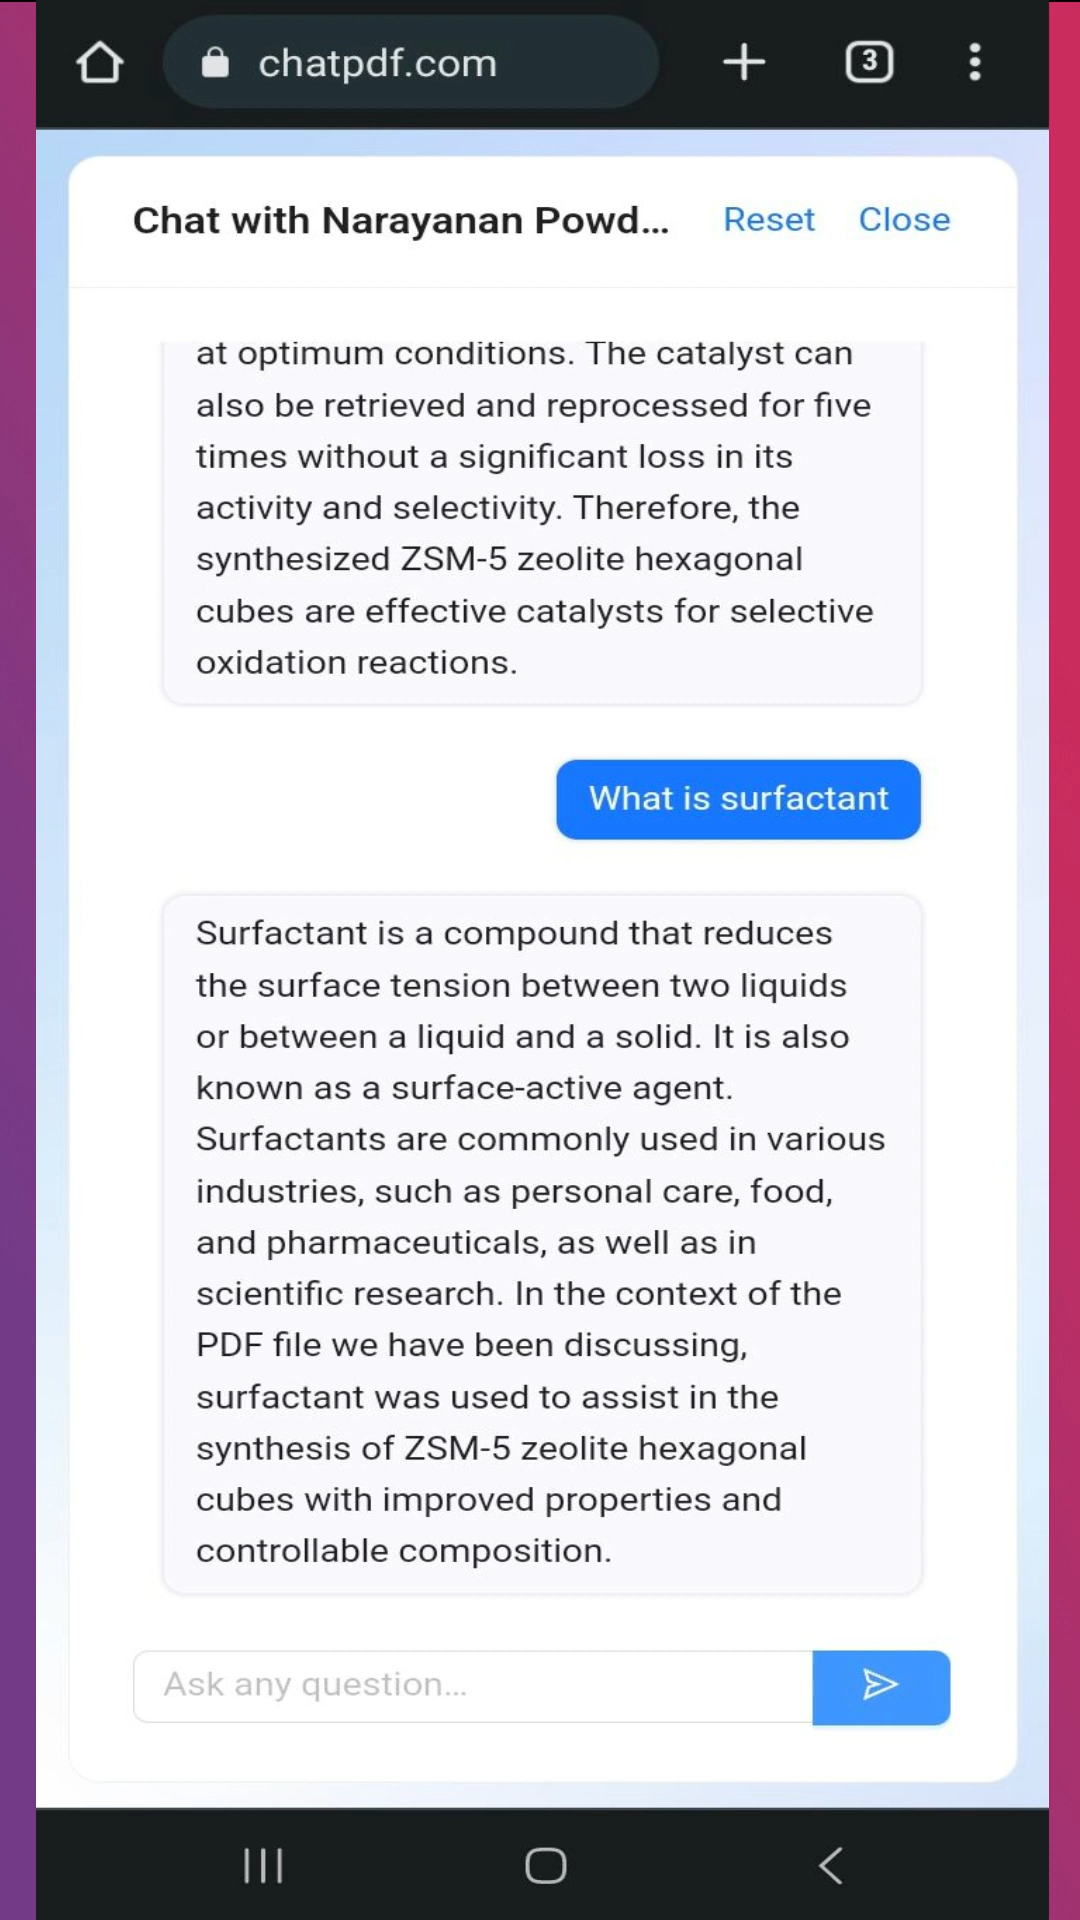 chatpdf.com
3
Chat with Narayanan Powd...
Reset
Close
at optimum conditions. The catalyst can
also be retrieved and reprocessed for five
times without a significant loss in its
activity and selectivity. Therefore, the
synthesized ZSM-5 zeolite hexagonal
cubes are effective catalysts for selective
oxidation reactions.
What is surfactant
Surfactant is a compound that reduces
the surface tension between two liquids
or between a liquid and a solid. It is also
known as a surface-active agent.
Surfactants are commonly used in various
industries, such as personal care, food,
and pharmaceuticals, as well as in
scientific research. In the context of the
PDF file we have been discussing,
surfactant was used to assist in the
synthesis of ZSM-5 zeolite hexagonal
cubes with improved properties and
controllable composition.
Ask any question...